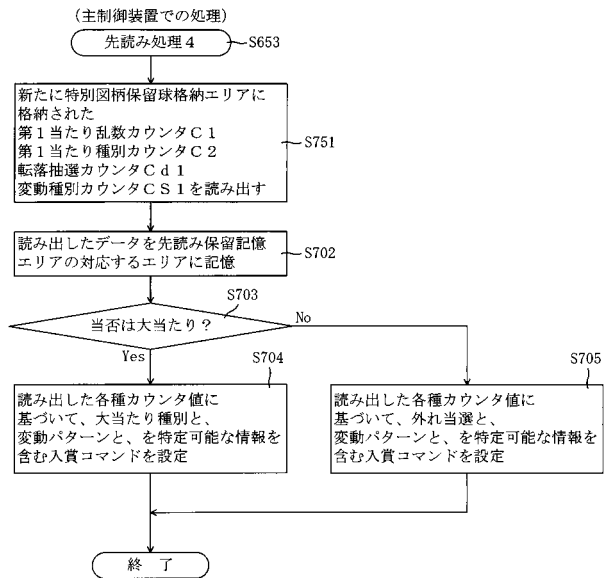 (主制御装置での処理)
先読み処理4
S653
新たに特別図柄保留球格納エリアに
格納された
第1当たり乱数カウンタC1
第1当たり種別カウンタC2
転落抽選カウンタCd1
変動種別カウンタCS1を読み出す
S751
読み出したデータを先読み保留記憶
エリアの対応するエリアに記憶
S702
S703
当否は大当たり?
No
Yes
S704
読み出した各種カウンタ値に
基づいて、大当たり種別と、
変動パターンと、を特定可能な情報を
含む入賞コマンドを設定
S705
読み出した各種カウンタ値に
基づいて、外れ当選と、
変動パターンと、を特定可能な情報を
含む入賞コマンドを設定
終 了